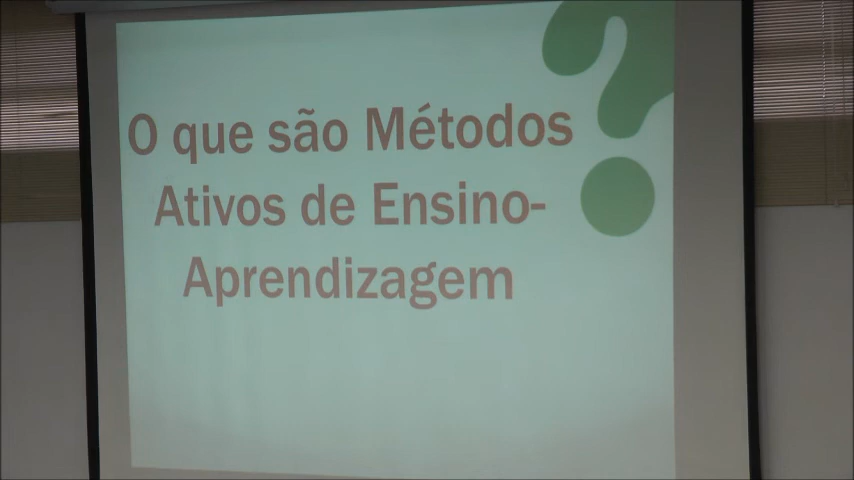 O que são Métodos
Ativos de Ensino-
Aprendizagem
?